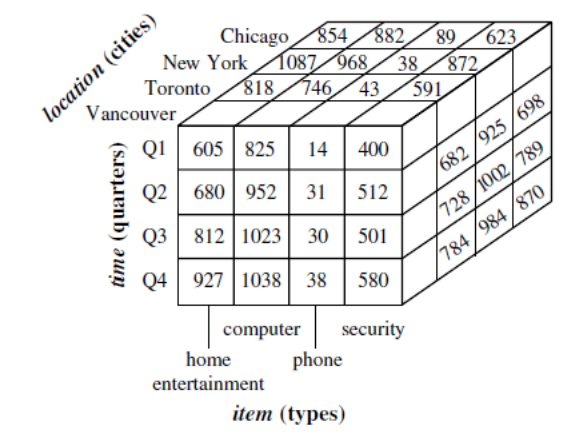 location (cities)
Chicago 854 882 89 623
New York 1087 968 38 872
Toronto 818 746 43 591
Vancouver
time (quarters)
Q1 605 825 14 400 682 925 698
Q2 680 952 31 512 728 1002 789
Q3 812 1023 30 501 784 984 870
Q4 927 1038 38 580
computer security
home phone
entertainment
item (types)